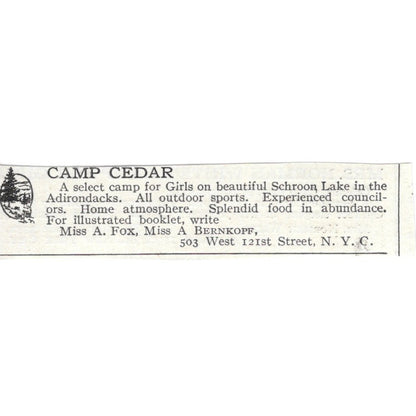 CAMP CEDAR
A select camp for Girls on beautiful Schroon Lake in the
Adirondacks. All outdoor sports. Experienced council-
ors. Home atmosphere. Splendid food in abundance.
For illustrated booklet, write
Miss A. Fox, Miss A Bernkopf,
503 West 121st Street, N. Y. C.